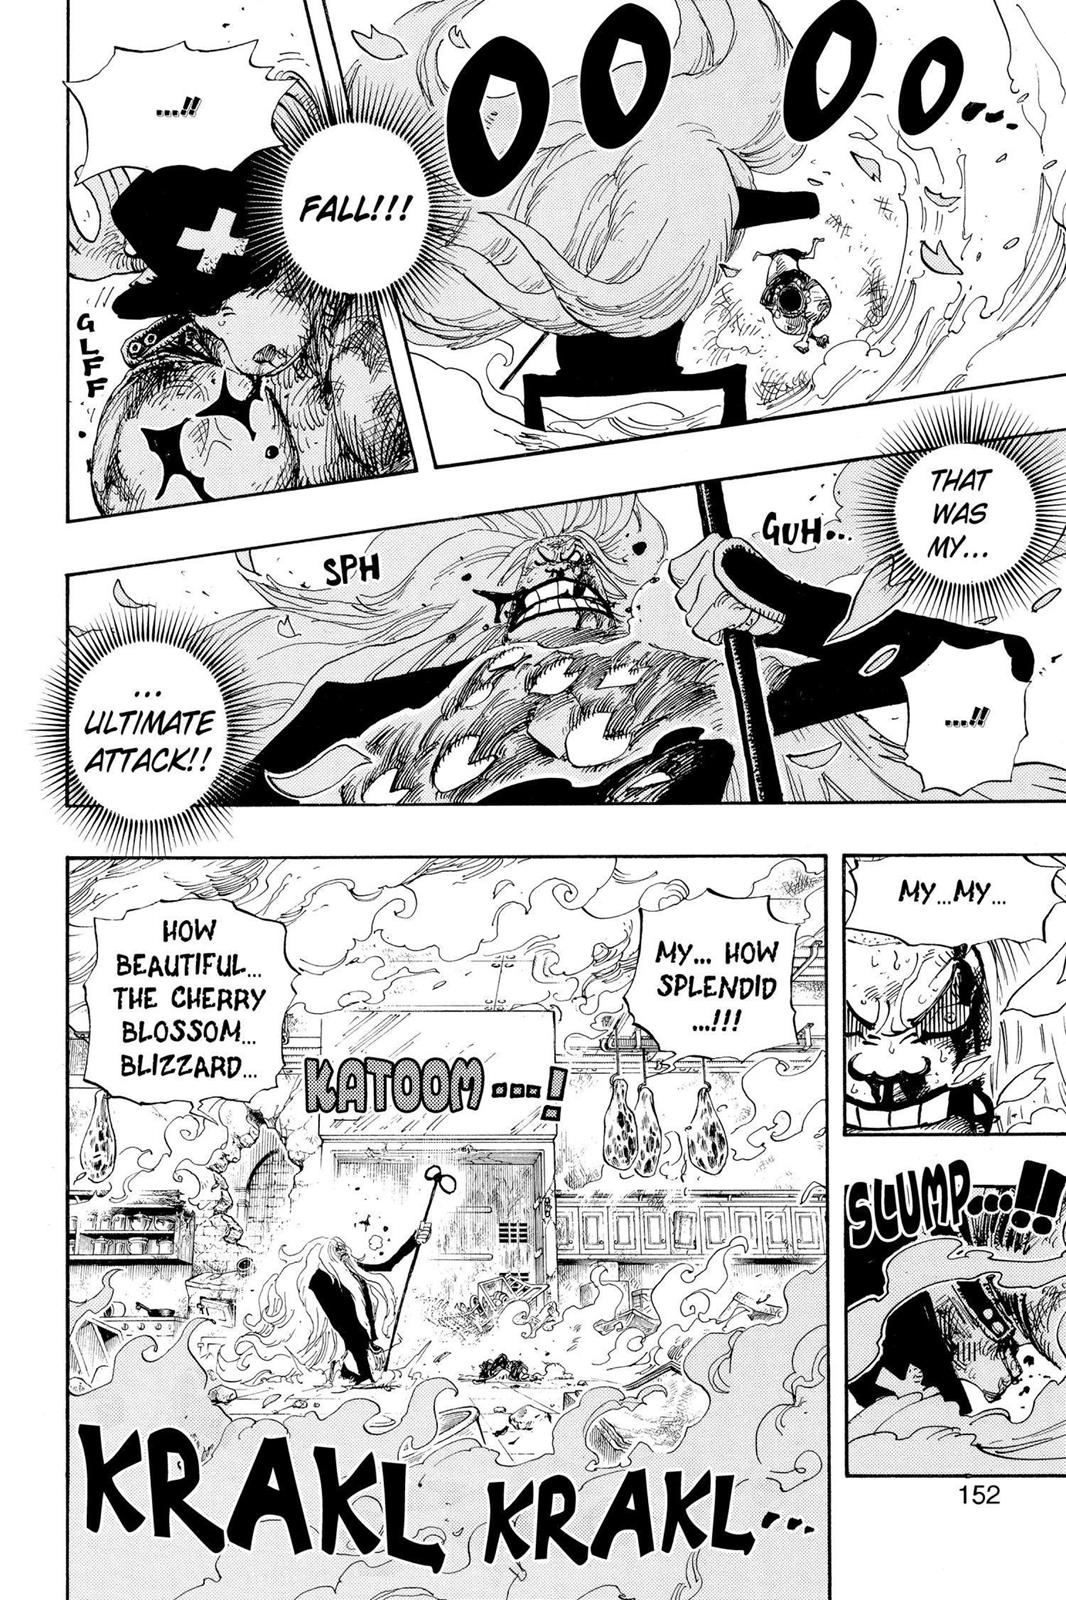 OOOO...
FALL!!!
...!!
GLFF
THAT
WAS
MY...
GUH...
...!!
SPH
...
ULTIMATE
ATTACK!!
MY...MY...
SLUMP...!!
MY... HOW
SPLENDID
...!!!
HOW
BEAUTIFUL...
THE CHERRY
BLOSSOM...
BLIZZARD...
KATOOM...!
KRAKL KRAKL...
152